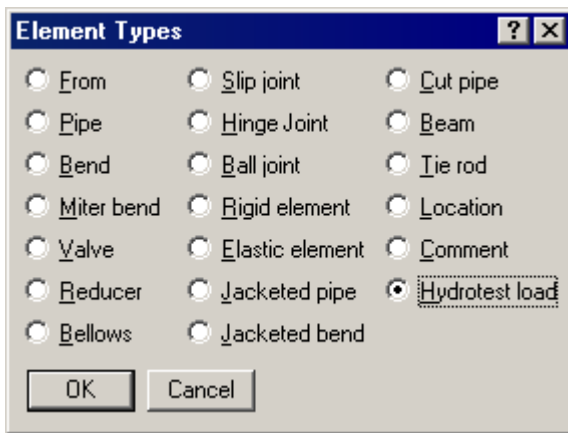 Element Types
From
Pipe
Bend
Miter bend
Valve
Reducer
Bellows
Slip joint
Hinge Joint
Ball joint
Rigid element
Elastic element
Jacketed pipe
Jacketed bend
Cut pipe
Beam
Tie rod
Location
Comment
Hydrotest load
OK
Cancel